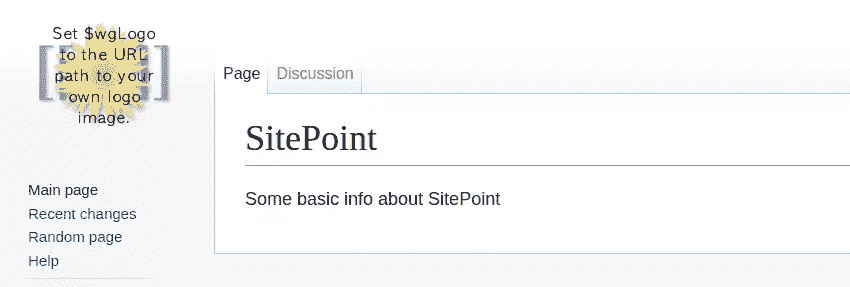 Set $wgLogo
to the URL
path to your
own logo
image.
Page Discussion
SitePoint
Some basic info about SitePoint
Main page
Recent changes
Random page
Help